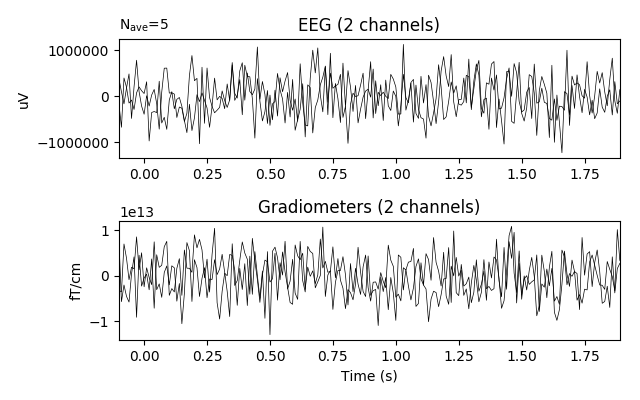 N_ave=5
EEG (2 channels)
1000000
0
−1000000
uV
0.00 0.25 0.50 0.75 1.00 1.25 1.50 1.75
1e13
Gradiometers (2 channels)
1
0
−1
fT/cm
0.00 0.25 0.50 0.75 1.00 1.25 1.50 1.75
Time (s)